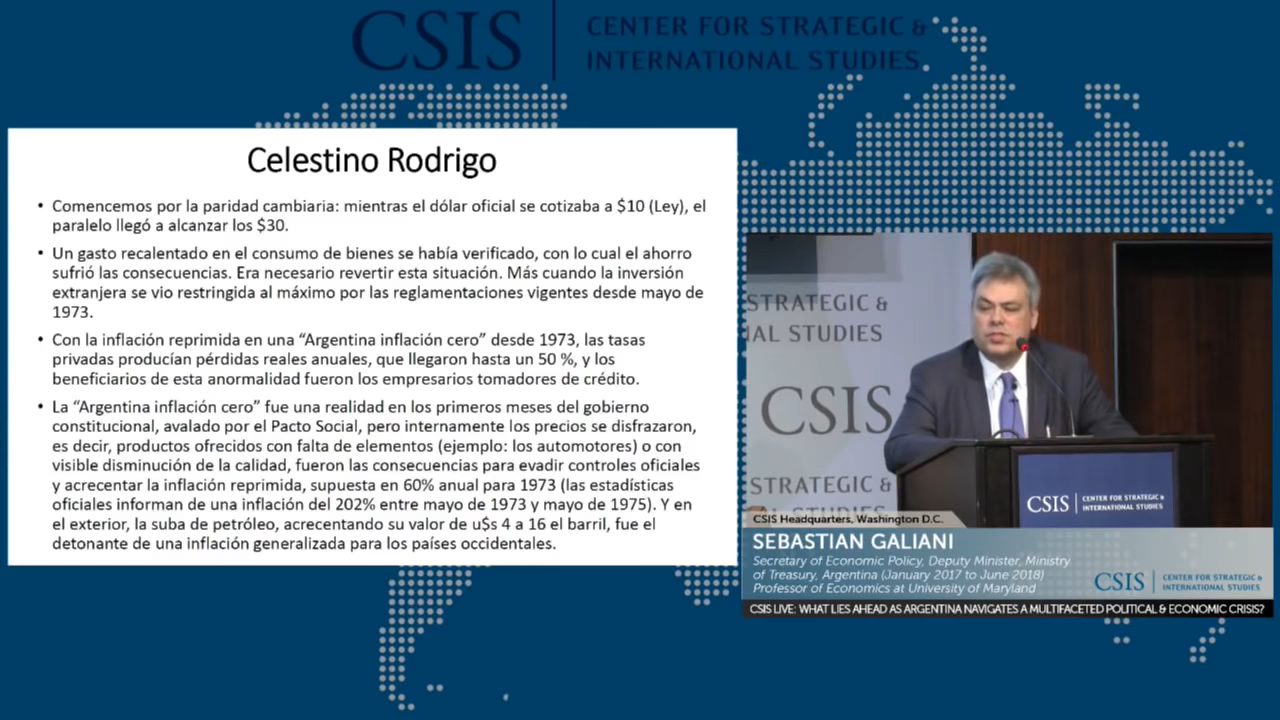 CSIS
CENTER FOR STRATEGIC &
INTERNATIONAL STUDIES
Celestino Rodrigo
• Comencemos por la paridad cambiaria: mientras el dólar oficial se cotizaba a $10 (Ley), el
paralelo llegó a alcanzar los $30.
• Un gasto recalentado en el consumo de bienes se había verificado, con lo cual el ahorro
sufrió las consecuencias. Era necesario revertir esta situación. Más cuando la inversión
extranjera se vio restringida al máximo por las reglamentaciones vigentes desde mayo de
1973.
• Con la inflación reprimida en una “Argentina inflación cero” desde 1973, las tasas
privadas producían pérdidas reales anuales, que llegaron hasta un 50 %, y los
beneficiarios de esta anormalidad fueron los empresarios tomadores de crédito.
• La “Argentina inflación cero” fue una realidad en los primeros meses del gobierno
constitucional, avalado por el Pacto Social, pero internamente los precios se disfrazaron,
es decir, productos ofrecidos con falta de elementos (ejemplo: los automotores) o con
visible disminución de la calidad, fueron las consecuencias para evadir controles oficiales
y acrecentar la inflación reprimida, supuesta en 60% anual para 1973 (las estadísticas
oficiales informan de una inflación del 202% entre mayo de 1973 y mayo de 1975). Y en
el exterior, la suba de petróleo, acrecentando su valor de u$s 4 a 16 el barril, fue el
detonante de una inflación generalizada para los países occidentales.
STRATEGIC &
AL STUDIES
CSIS
STRATEGIC &
CSIS
CENTER FOR STRATEGIC &
INTERNATIONAL STUDIES
CSIS Headquarters, Washington D.C.
SEBASTIAN GALIANI
Secretary of Economic Policy, Deputy Minister, Ministry
of Treasury, Argentina (January 2017 to June 2018)
Professor of Economics at University of Maryland
CSIS
CENTER FOR STRATEGIC &
INTERNATIONAL STUDIES
CSIS LIVE: WHAT LIES AHEAD AS ARGENTINA NAVIGATES A MULTIFACETED POLITICAL & ECONOMIC CRISIS?